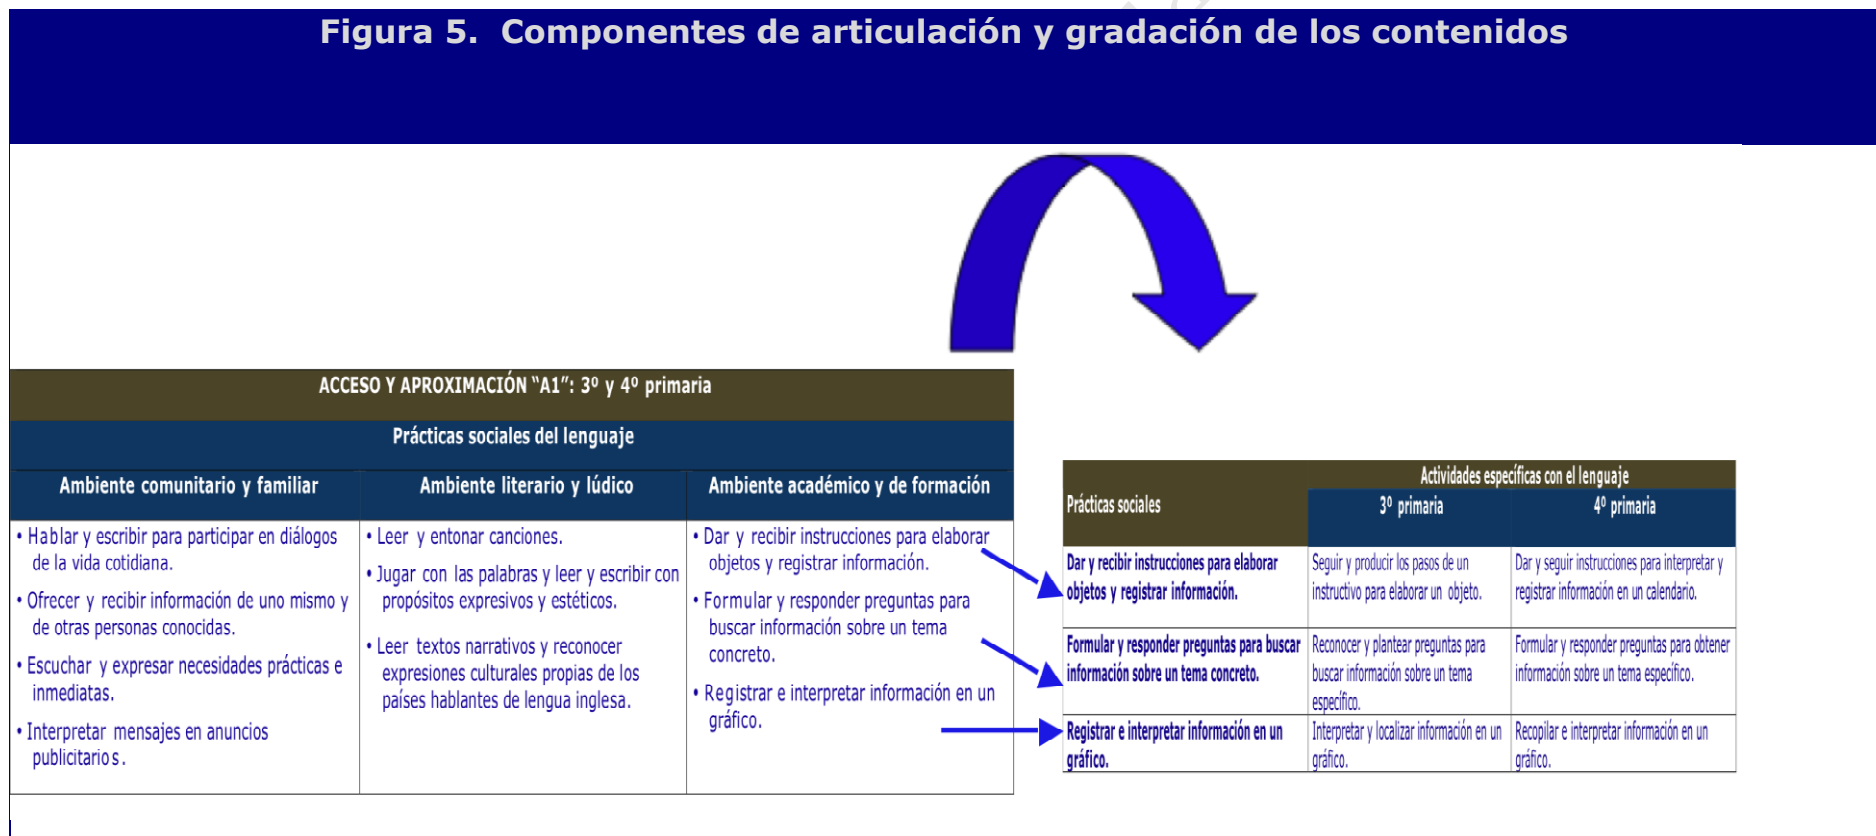 Figura 5.  Componentes de articulación y gradación de los contenidos
ACCESO Y APROXIMACIÓN “A1”: 3º y 4º primaria
Prácticas sociales del lenguaje
Ambiente comunitario y familiar
• Hablar y escribir para participar en diálogos
de la vida cotidiana.
• Ofrecer y recibir información de uno mismo y
de otras personas conocidas.
• Escuchar y expresar necesidades prácticas e
inmediatas.
• Interpretar mensajes en anuncios
publicitarios.
Ambiente literario y lúdico
• Leer y entonar canciones.
• Jugar con las palabras y leer y escribir con
propósitos expresivos y estéticos.
• Leer textos narrativos y reconocer
expresiones culturales propias de los
países hablantes de lengua inglesa.
Ambiente académico y de formación
• Dar y recibir instrucciones para elaborar
objetos y registrar información.
• Formular y responder preguntas para
buscar información sobre un tema
concreto.
• Registrar e interpretar información en un
gráfico.
Prácticas sociales
Actividades específicas con el lenguaje
3º primaria
4º primaria
Dar y recibir instrucciones para elaborar
objetos y registrar información.
Seguir y producir los pasos de un
instructivo para elaborar un objeto.
Dar y seguir instrucciones para interpretar y
registrar información en un calendario.
Formular y responder preguntas para buscar
información sobre un tema concreto.
Reconocer y plantear preguntas para
buscar información sobre un tema
específico.
Formular y responder preguntas para obtener
información sobre un tema específico.
Registrar e interpretar información en un
gráfico.
Interpretar y localizar información en un
gráfico.
Recopilar e interpretar información en un
gráfico.